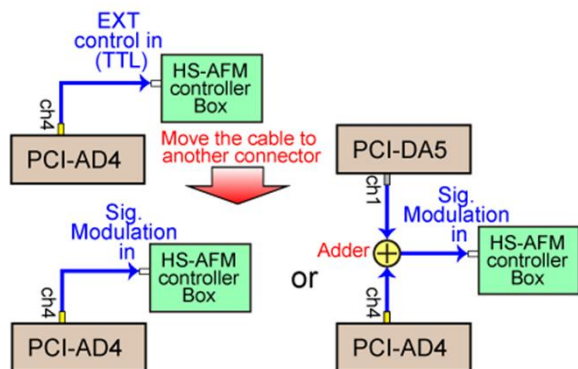 EXT
control in
(TTL)
HS-AFM
controller
Box
ch4
PCI-AD4
Move the cable to
another connector
Sig.
Modulation
in
HS-AFM
controller
Box
ch4
PCI-AD4
or
PCI-DA5
ch1
Sig.
Modulation
in
Adder
HS-AFM
controller
Box
ch4
PCI-AD4